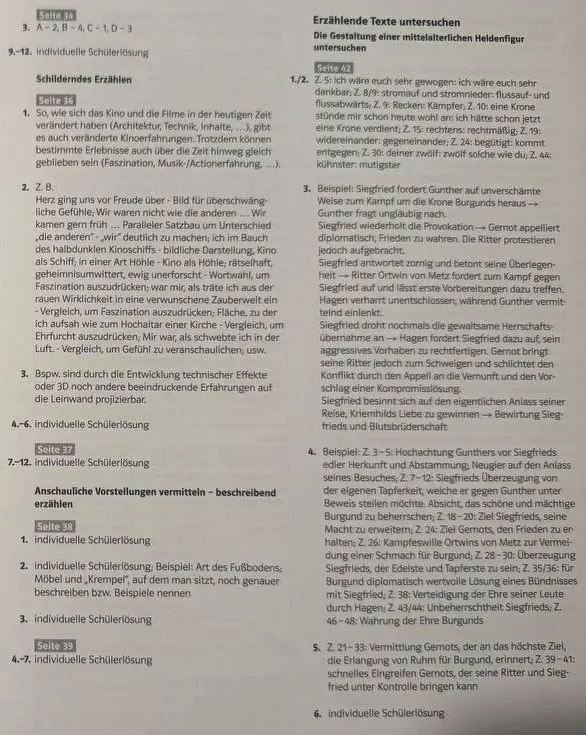 Seite 34
3. A – 2, B – 4, C – 1, D – 3
9.–12. individuelle Schülerlösung
Schilderndes Erzählen
Seite 36
1. So, wie sich das Kino und die Filme in der heutigen Zeit
verändert haben (Architektur, Technik, Inhalte, …), gibt
es auch veränderte Kinoerfahrungen. Trotzdem können
bestimmte Erlebnisse auch über die Zeit hinweg gleich
geblieben sein (Faszination, Musik-/Actionerfahrung, …).
2. Z. B.
Herz ging uns vor Freude über - Bild für überschwäng-
liche Gefühle; Wir waren nicht wie die anderen … Wir
kamen gern früh … Paralleler Satzbau um Unterschied
„die anderen“ - „wir“ deutlich zu machen; ich im Bauch
des halbdunklen Kinoschiffs - bildliche Darstellung, Kino
als Schiff; in einer Art Höhle - Kino als Höhle; rätselhaft,
geheimnisumwittert, ewig unerforscht - Wortwahl, um
Faszination auszudrücken; war mir, als träte ich aus der
rauen Wirklichkeit in eine verwunschene Zauberwelt ein
- Vergleich, um Faszination auszudrücken; Fläche, zu der
ich aufsah wie zum Hochaltar einer Kirche - Vergleich, um
Ehrfurcht auszudrücken; Mir war, als schwebte ich in der
Luft. - Vergleich, um Gefühl zu veranschaulichen; usw.
3. Bspw. sind durch die Entwicklung technischer Effekte
oder 3D noch andere beeindruckende Erfahrungen auf
die Leinwand projizierbar.
4.–6. individuelle Schülerlösung
Seite 37
7.–12. individuelle Schülerlösung
Anschauliche Vorstellungen vermitteln – beschreibend
erzählen
Seite 38
1. individuelle Schülerlösung
2. individuelle Schülerlösung; Beispiel: Art des Fußbodens;
Möbel und „Krempel“, auf dem man sitzt, noch genauer
beschreiben bzw. Beispiele nennen
3. individuelle Schülerlösung
Seite 39
4.–7. individuelle Schülerlösung
Erzählende Texte untersuchen
Die Gestaltung einer mittelalterlichen Heldenfigur
untersuchen
Seite 42
1./2. Z. 5: ich wäre euch sehr gewogen: ich wäre euch sehr
dankbar; Z. 8/9: stromauf und stromnieder: flussauf- und
flussabwärts; Z. 9: Recken: Kämpfer; Z. 10: eine Krone
stünde mir schon heute wohl an: ich hätte schon jetzt
eine Krone verdient; Z. 15: rechtens: rechtmäßig; Z. 19:
widereinander: gegeneinander; Z. 24: begütigt: kommt
entgegen; Z. 30: deiner zwölf: zwölf solche wie du; Z. 44:
kühnster: mutigster
3. Beispiel: Siegfried fordert Gunther auf unverschämte
Weise zum Kampf um die Krone Burgunds heraus →
Gunther fragt ungläubig nach.
Siegfried wiederholt die Provokation → Gernot appelliert
diplomatisch, Frieden zu wahren. Die Ritter protestieren
jedoch aufgebracht.
Siegfried antwortet zornig und betont seine Überlegen-
heit → Ritter Ortwin von Metz fordert zum Kampf gegen
Siegfried auf und lässt erste Vorbereitungen dazu treffen.
Hagen verharrt unentschlossen, während Gunther vermit-
telnd einlenkt.
Siegfried droht nochmals die gewaltsame Herrschafts-
übernahme an → Hagen fordert Siegfried dazu auf, sein
aggressives Vorhaben zu rechtfertigen. Gernot bringt
seine Ritter jedoch zum Schweigen und schlichtet den
Konflikt durch den Appell an die Vernunft und den Vor-
schlag einer Kompromisslösung.
Siegfried besinnt sich auf den eigentlichen Anlass seiner
Reise, Kriemhilds Liebe zu gewinnen → Bewirtung Sieg-
frieds und Blutsbrüderschaft
4. Beispiel: Z. 3–5: Hochachtung Gunthers vor Siegfrieds
edler Herkunft und Abstammung, Neugier auf den Anlass
seines Besuches; Z. 7–12: Siegfrieds Überzeugung von
der eigenen Tapferkeit, welche er gegen Gunther unter
Beweis stellen möchte. Absicht, das schöne und mächtige
Burgund zu beherrschen; Z. 18–20: Ziel Siegfrieds, seine
Macht zu erweitern; Z. 24: Ziel Gernots, den Frieden zu er-
halten; Z. 26: Kampfeswille Ortwins von Metz zur Vermei-
dung einer Schmach für Burgund; Z. 28–30: Überzeugung
Siegfrieds, der Edelste und Tapferste zu sein; Z. 35/36: für
Burgund diplomatisch wertvolle Lösung eines Bündnisses
mit Siegfried; Z. 38: Verteidigung der Ehre seiner Leute
durch Hagen; Z. 43/44: Unbeherrschtheit Siegfrieds; Z.
46–48: Wahrung der Ehre Burgunds
5. Z. 21–33: Vermittlung Gernots, der an das höchste Ziel,
die Erlangung von Ruhm für Burgund, erinnert; Z. 39–41:
schnelles Eingreifen Gernots, der seine Ritter und Sieg-
fried unter Kontrolle bringen kann
6. individuelle Schülerlösung